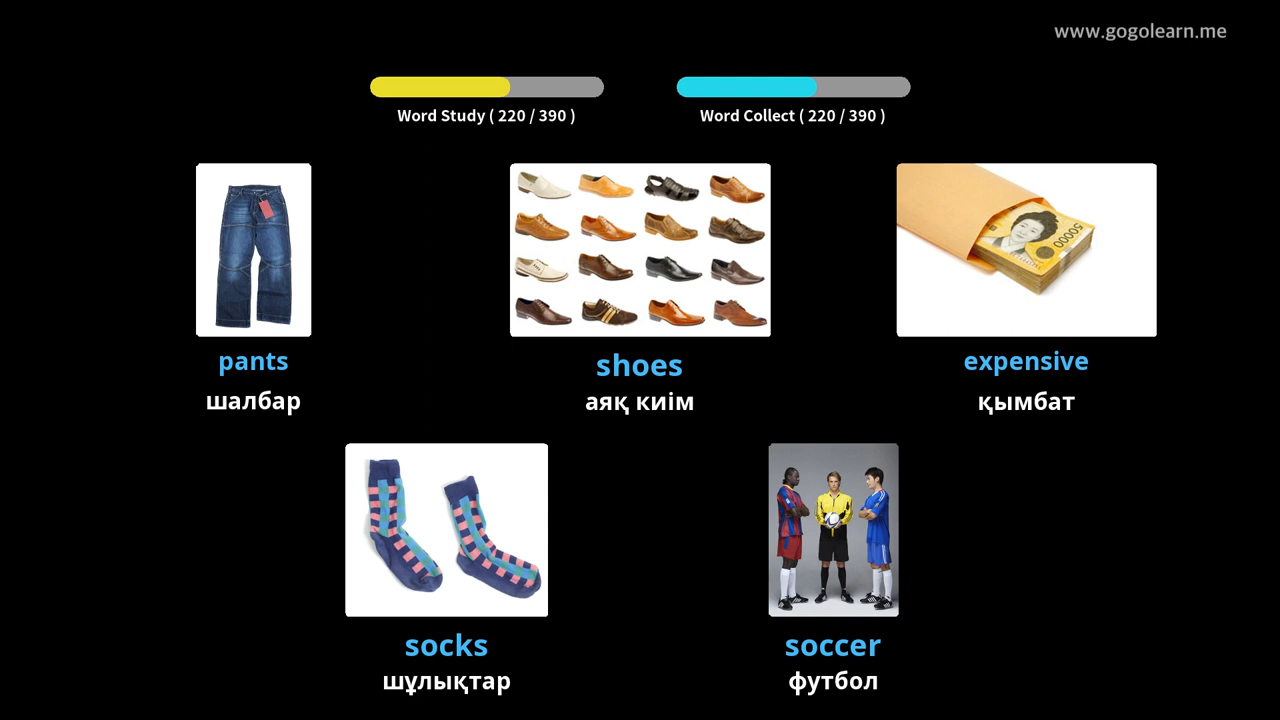 www.gogolearn.me
Word Study ( 220 / 390 )
Word Collect ( 220 / 390 )
50000
pants
шалбар
shoes
аяқ киім
expensive
қымбат
socks
шұлықтар
soccer
футбол